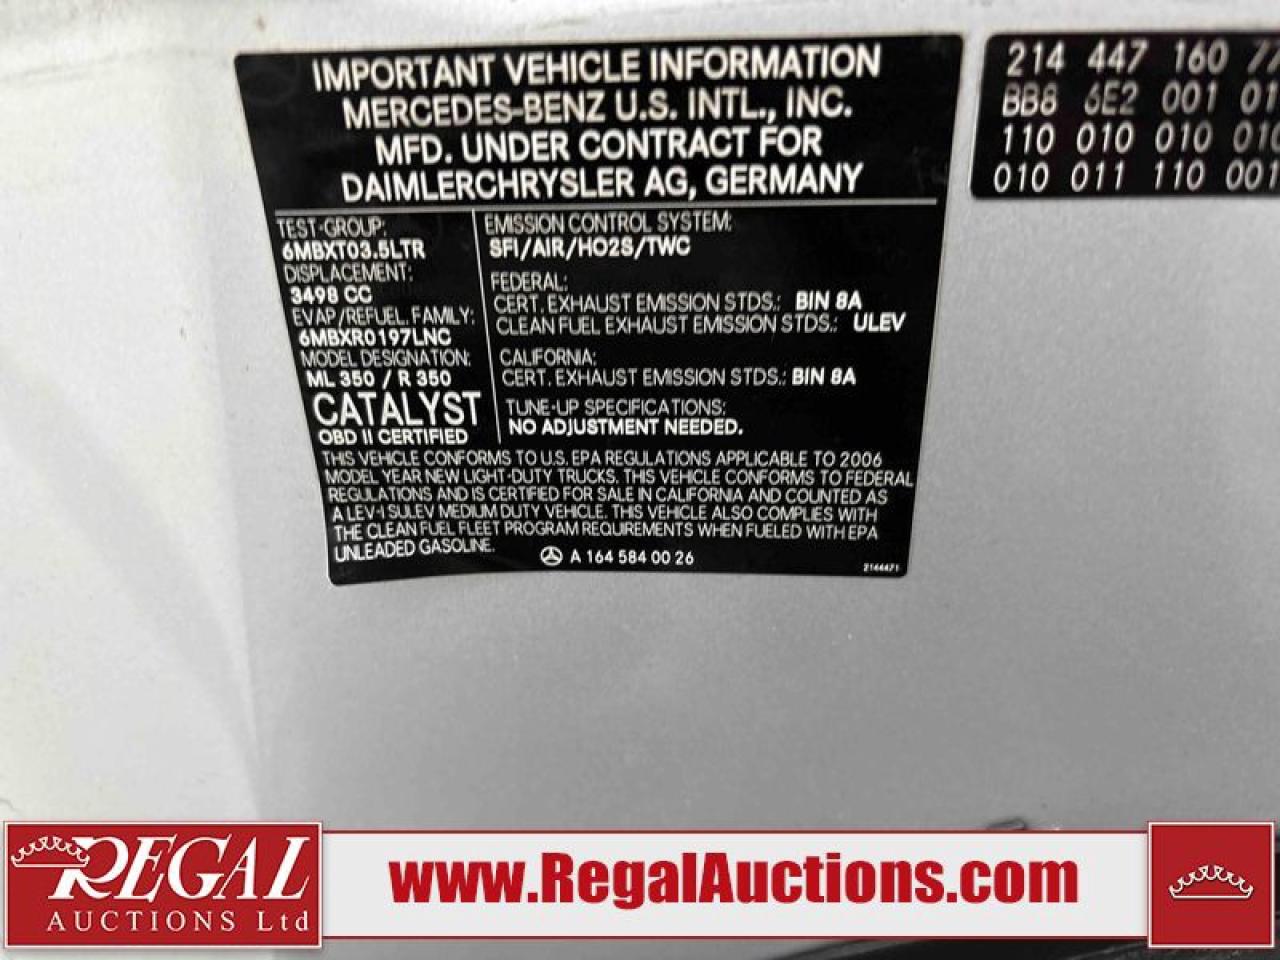 IMPORTANT VEHICLE INFORMATION
MERCEDES-BENZ U.S. INTL., INC.
MFD. UNDER CONTRACT FOR
DAIMLERCHRYSLER AG, GERMANY
TEST-GROUP:
6MBXT03.5LTR
DISPLACEMENT:
3498 CC
EVAP/REFUEL. FAMILY:
6MBXR0197LNC
MODEL DESIGNATION:
ML 350 / R 350
CATALYST
OBD II CERTIFIED
EMISSION CONTROL SYSTEM:
SFI/AIR/HO2S/TWC
FEDERAL:
CERT. EXHAUST EMISSION STDS.: BIN 8A
CLEAN FUEL EXHAUST EMISSION STDS.: ULEV
CALIFORNIA:
CERT. EXHAUST EMISSION STDS.: BIN 8A
TUNE-UP SPECIFICATIONS:
NO ADJUSTMENT NEEDED.
THIS VEHICLE CONFORMS TO U.S. EPA REGULATIONS APPLICABLE TO 2006
MODEL YEAR NEW LIGHT-DUTY TRUCKS. THIS VEHICLE CONFORMS TO FEDERAL
REGULATIONS AND IS CERTIFIED FOR SALE IN CALIFORNIA AND COUNTED AS
A LEV-I SULEV MEDIUM DUTY VEHICLE. THIS VEHICLE ALSO COMPLIES WITH
THE CLEAN FUEL FLEET PROGRAM REQUIREMENTS WHEN FUELED WITH EPA
UNLEADED GASOLINE.
A 164 584 00 26
2144471
214 447 160 77
BB8 6E2 001 01
110 010 010 010
010 011 110 001
REGAL
AUCTIONS Ltd
www.RegalAuctions.com